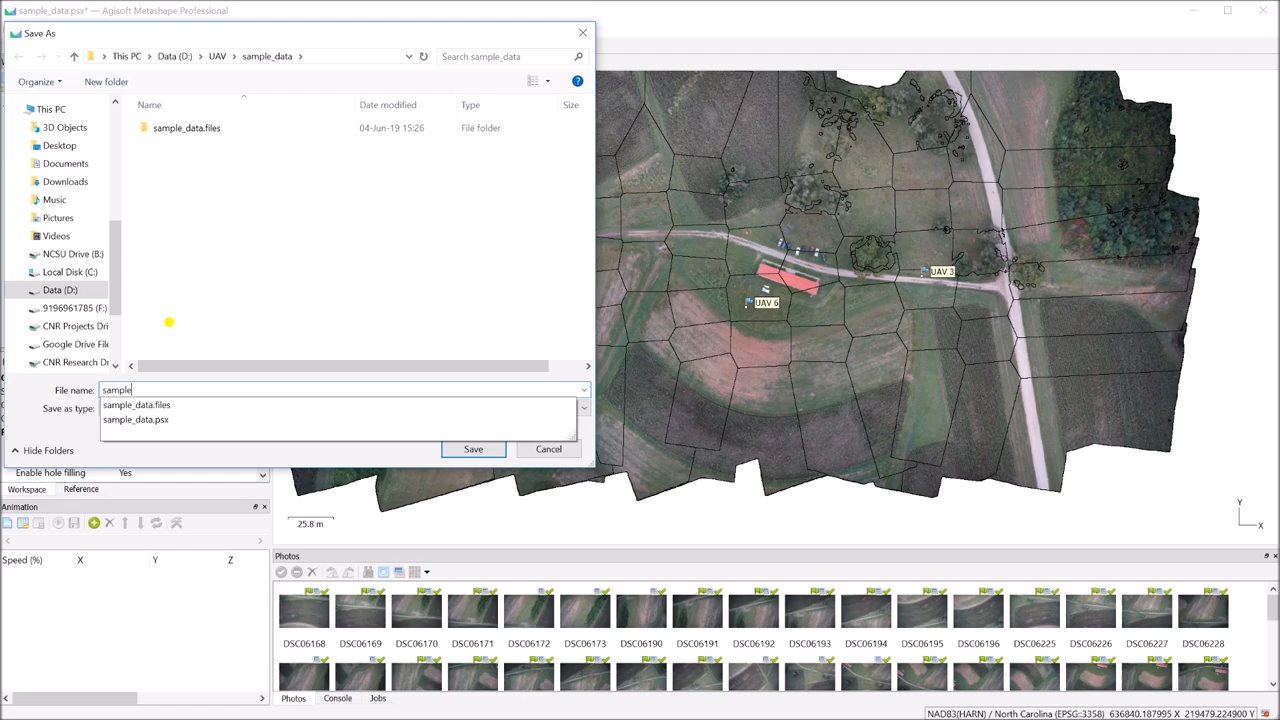 sample_data.psx* — Agisoft Metashape Professional
Save As
This PC > Data (D:) > UAV > sample_data >
Search sample_data
Organize
New folder
Name
Date modified
Type
Size
This PC
3D Objects
Desktop
Documents
Downloads
Music
Pictures
Videos
NCSU Drive (B:)
Local Disk (C:)
Data (D:)
9196961785 (F:)
CNR Projects Dri
Google Drive File
CNR Research Dr
sample_data.files
04-Jun-19 15:26
File folder
File name:
sample
Save as type:
sample_data.files
sample_data.psx
Hide Folders
Save
Cancel
Enable hole filling
Yes
Workspace
Reference
Animation
Speed (%)
X
Y
Z
UAV 3
UAV 6
25.8 m
Y
X
Photos
DSC06168
DSC06169
DSC06170
DSC06171
DSC06172
DSC06173
DSC06190
DSC06191
DSC06192
DSC06193
DSC06194
DSC06195
DSC06196
DSC06225
DSC06226
DSC06227
DSC06228
Photos
Console
Jobs
NAD83(HARN) / North Carolina (EPSG::3358)
636840.187995 X
219479.224900 Y